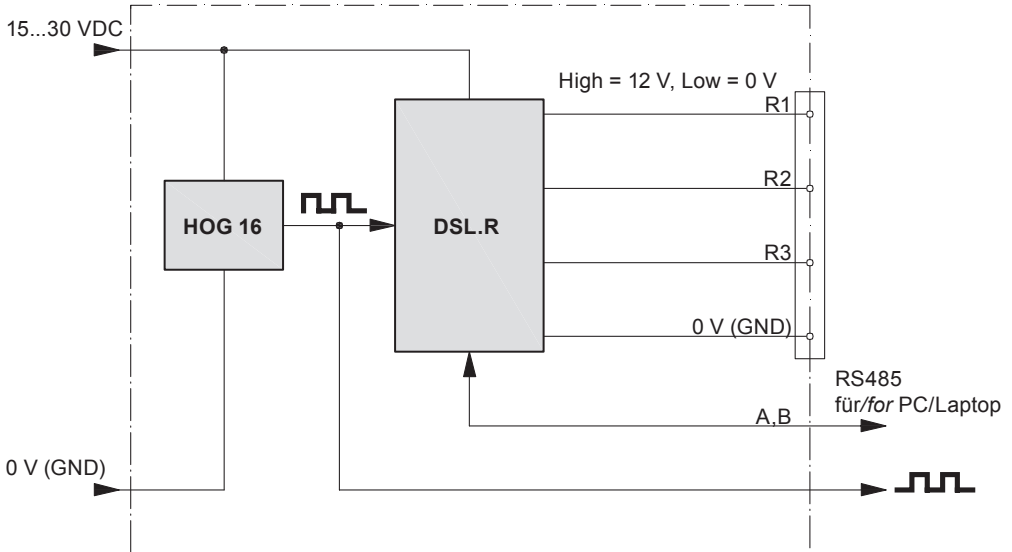 15...30 VDC
High = 12 V, Low = 0 V
R1
R2
HOG 16
DSL.R
R3
0 V (GND)
RS485
für/for PC/Laptop
A,B
0 V (GND)